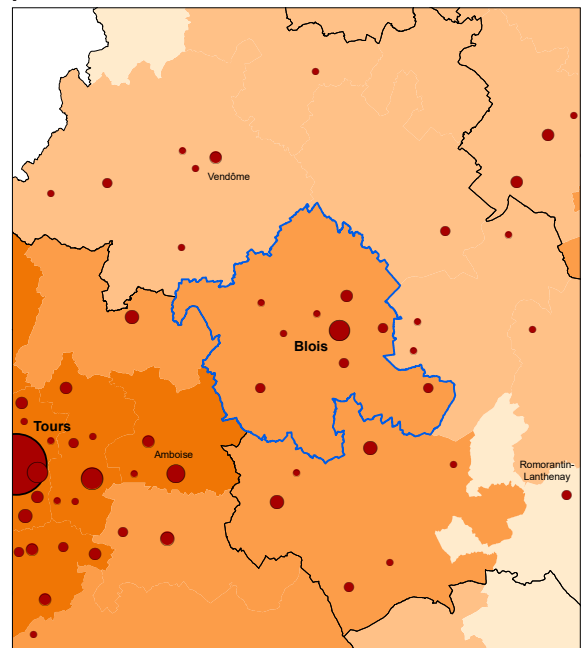 Vendôme
Blois
Tours
Amboise
Romorantin-
Lanthenay